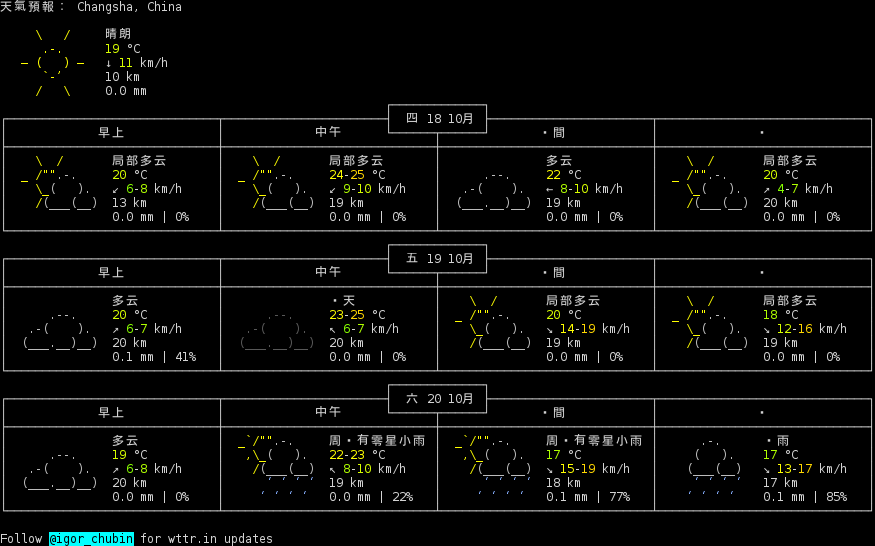 天氣預報： Changsha, China
晴朗
19 °C
↓ 11 km/h
10 km
0.0 mm
四 18 10月
早上 中午 ・間 ・
局部多云 局部多云 多云 局部多云
20 °C 24-25 °C 22 °C 20 °C
↙ 6-8 km/h ↙ 9-10 km/h ← 8-10 km/h ↗ 4-7 km/h
13 km 19 km 19 km 20 km
0.0 mm | 0% 0.0 mm | 0% 0.0 mm | 0% 0.0 mm | 0%
五 19 10月
早上 中午 ・間 ・
多云 ・天 局部多云 局部多云
20 °C 23-25 °C 20 °C 18 °C
↗ 6-7 km/h ↖ 6-7 km/h ↘ 14-19 km/h ↘ 12-16 km/h
20 km 20 km 19 km 19 km
0.1 mm | 41% 0.0 mm | 0% 0.0 mm | 0% 0.0 mm | 0%
六 20 10月
早上 中午 ・間 ・
多云 周・有零星小雨 周・有零星小雨 ・雨
19 °C 22-23 °C 17 °C 17 °C
↗ 6-8 km/h ↖ 8-10 km/h ↘ 15-19 km/h ↘ 13-17 km/h
20 km 19 km 18 km 17 km
0.0 mm | 0% 0.0 mm | 22% 0.1 mm | 77% 0.1 mm | 85%
Follow @igor_chubin for wttr.in updates